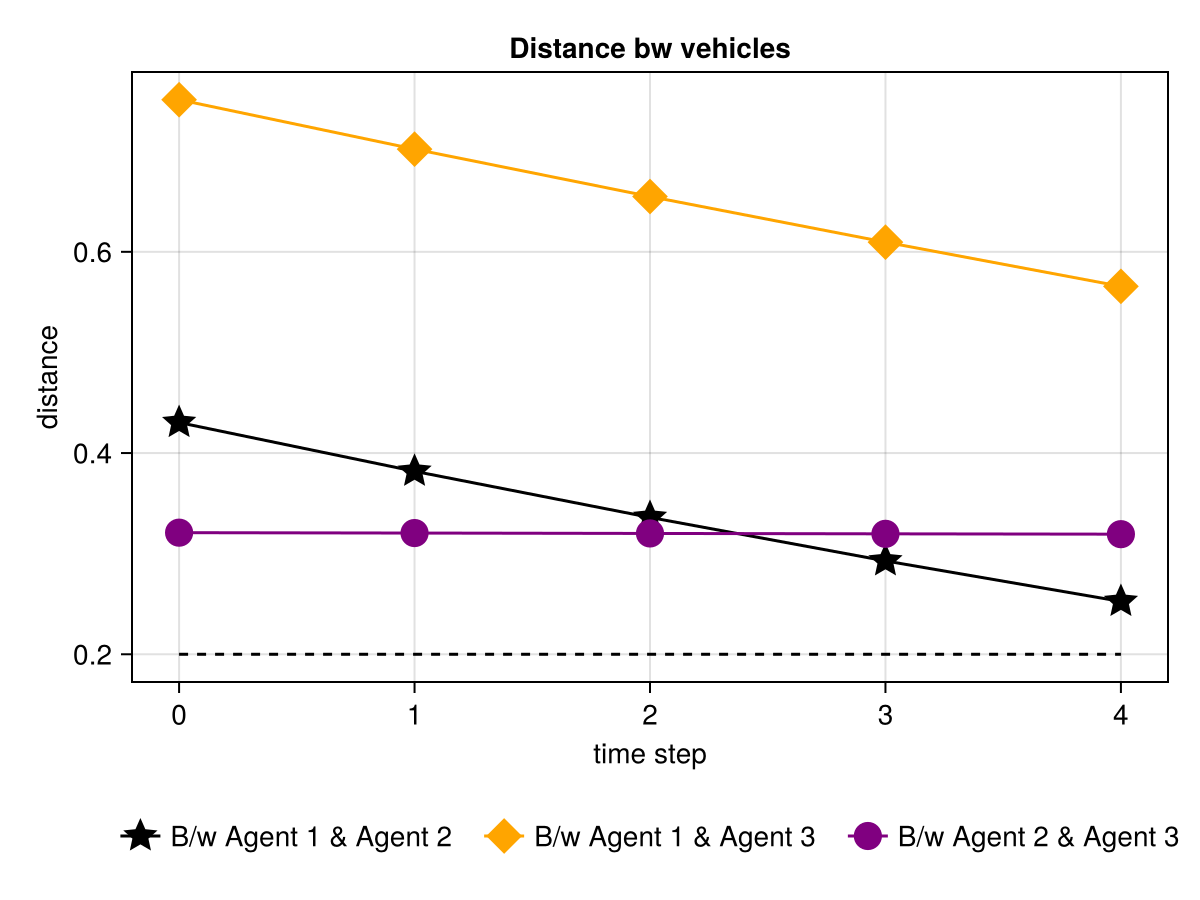 Distance bw vehicles
0.6
0.4
0.2
distance
0 1 2 3 4
time step
B/w Agent 1 & Agent 2 B/w Agent 1 & Agent 3 B/w Agent 2 & Agent 3